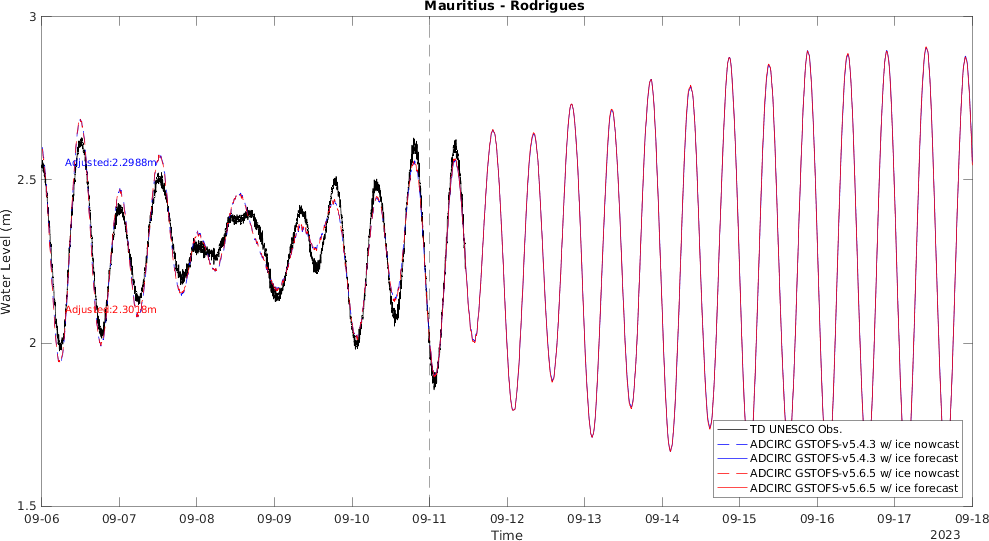 Mauritius - Rodrigues
Water Level (m)
3
2.5
2
1.5
Adjusted:2.2988m
Adjusted:2.3018m
TD UNESCO Obs.
ADCIRC GSTOFS-v5.4.3 w/ ice nowcast
ADCIRC GSTOFS-v5.4.3 w/ ice forecast
ADCIRC GSTOFS-v5.6.5 w/ ice nowcast
ADCIRC GSTOFS-v5.6.5 w/ ice forecast
09-06 09-07 09-08 09-09 09-10 09-11 09-12 09-13 09-14 09-15 09-16 09-17 09-18
Time
2023